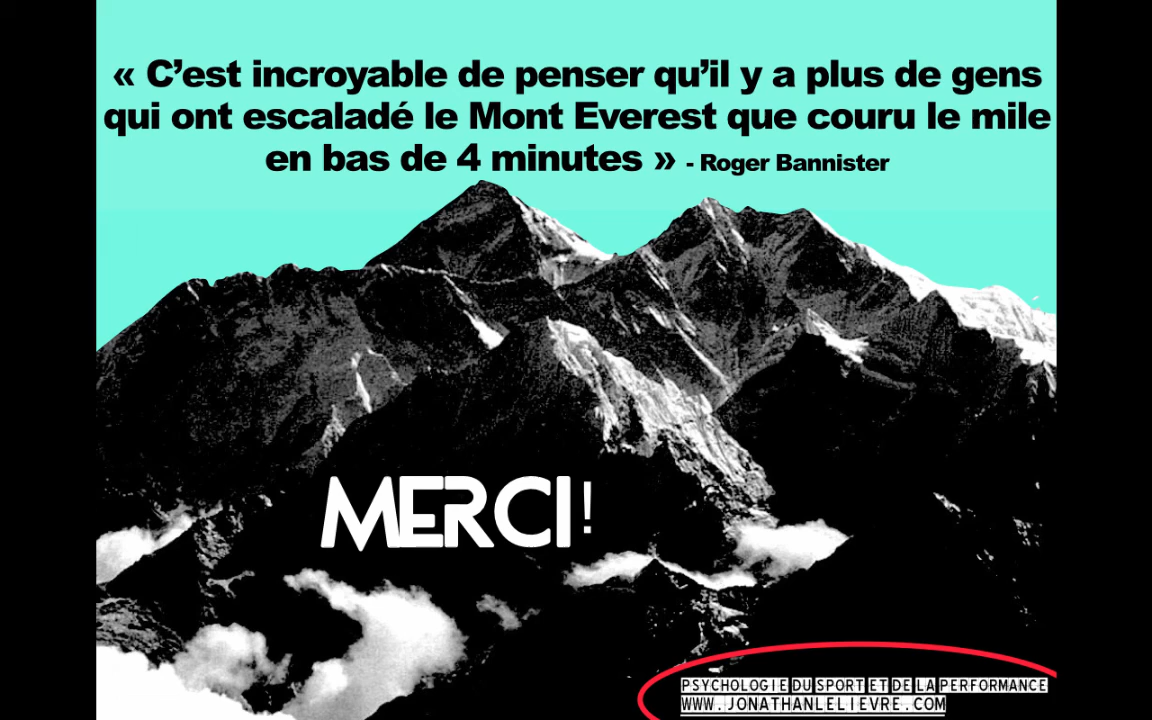 « C’est incroyable de penser qu’il y a plus de gens
qui ont escaladé le Mont Everest que couru le mile
en bas de 4 minutes » - Roger Bannister
MERCI!
PSYCHOLOGIE DU SPORT ET DE LA PERFORMANCE
WWW.JONATHANLELIEVRE.COM